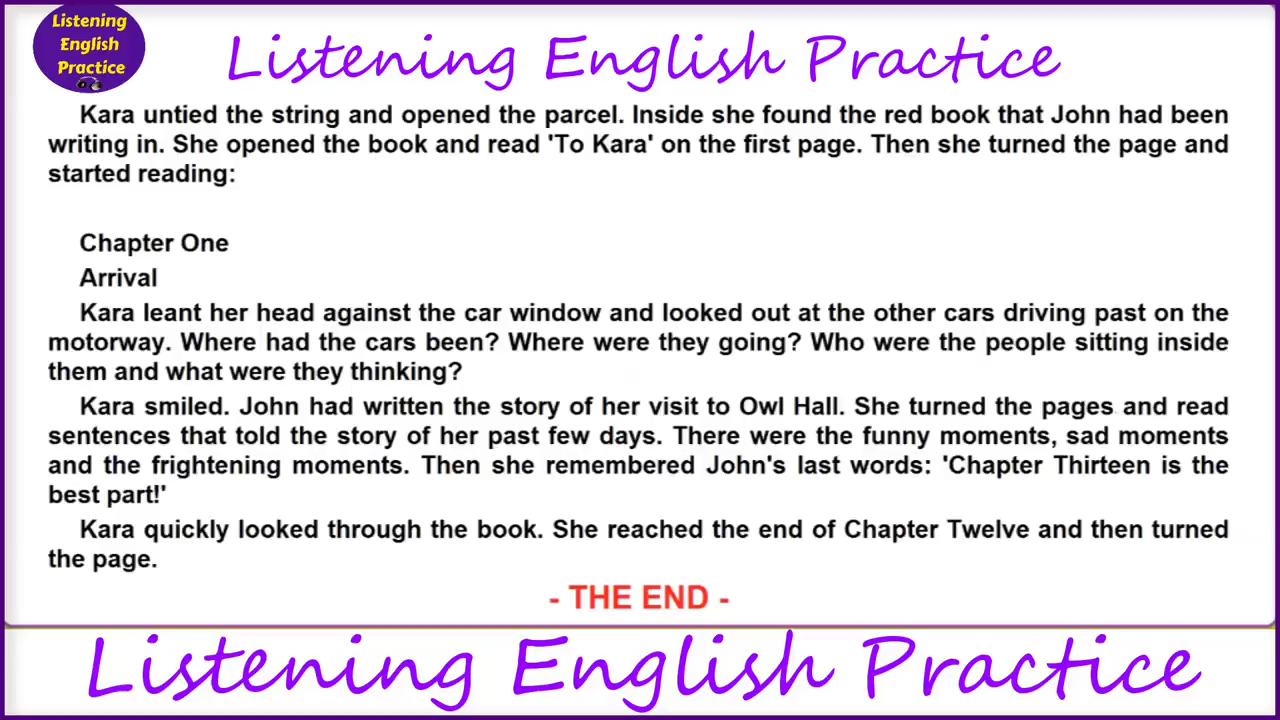 Listening
English
Practice
Listening English Practice
Kara untied the string and opened the parcel. Inside she found the red book that John had been
writing in. She opened the book and read 'To Kara' on the first page. Then she turned the page and
started reading:
Chapter One
Arrival
Kara leant her head against the car window and looked out at the other cars driving past on the
motorway. Where had the cars been? Where were they going? Who were the people sitting inside
them and what were they thinking?
Kara smiled. John had written the story of her visit to Owl Hall. She turned the pages and read
sentences that told the story of her past few days. There were the funny moments, sad moments
and the frightening moments. Then she remembered John's last words: 'Chapter Thirteen is the
best part!'
Kara quickly looked through the book. She reached the end of Chapter Twelve and then turned
the page.
- THE END -
Listening English Practice